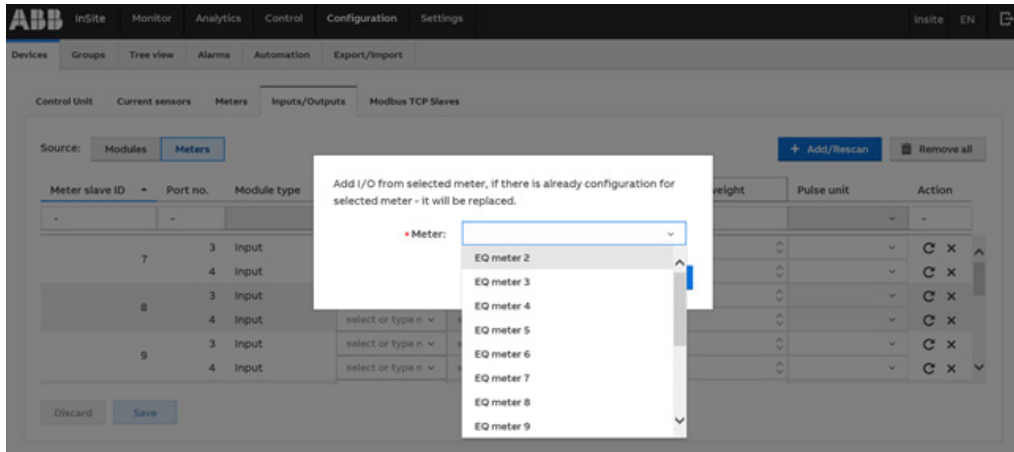 ABB InSite Monitor Analytics Control Configuration Settings insite EN
Devices Groups Tree view Alarms Automation Export/Import
Control Unit Current sensors Meters Inputs/Outputs Modbus TCP Slaves
Source: Modules Meters + Add/Rescan Remove all
Add I/O from selected meter, if there is already configuration for
selected meter - it will be replaced.
Meter slave ID Port no. Module type weight Pulse unit Action
- - -
* Meter:
EQ meter 2
EQ meter 3
EQ meter 4
EQ meter 5
EQ meter 6
EQ meter 7
EQ meter 8
EQ meter 9
7
3 Input
4 Input
8
3 Input
4 Input select or type n
9
3 Input select or type n
4 Input select or type n
Discard Save